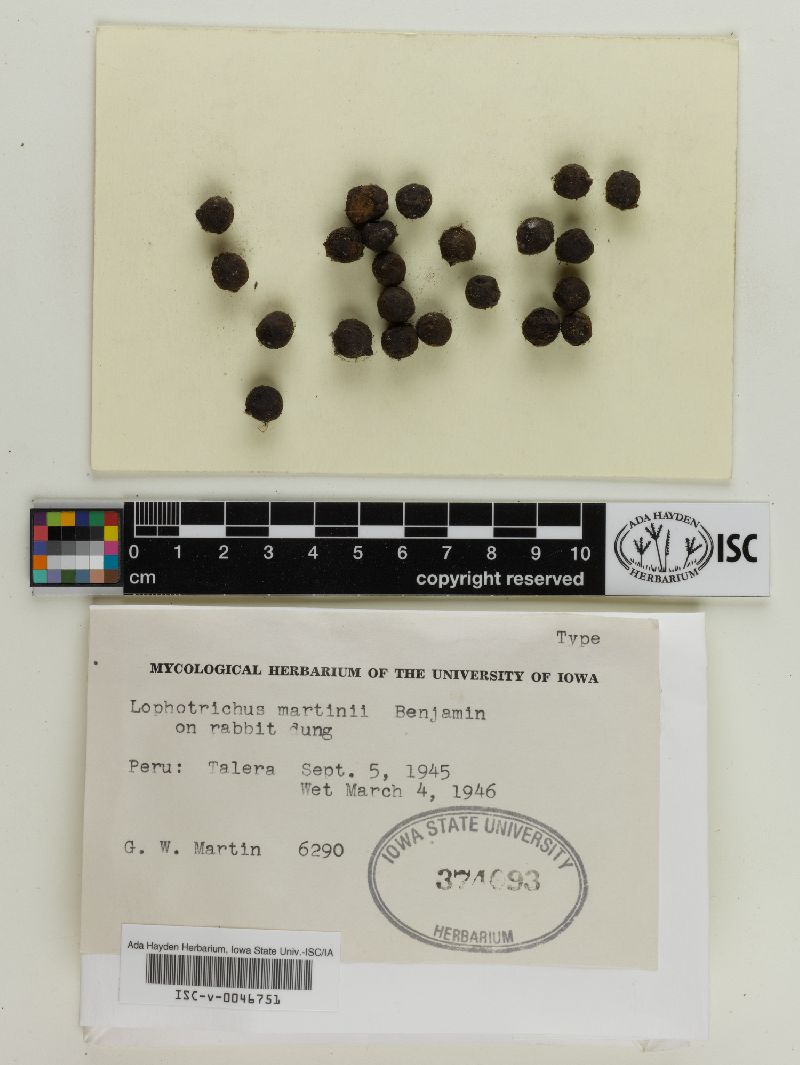 0 1 2 3 4 5 6 7 8 9 10
cm
copyright reserved
ADA HAYDEN
HERBARIUM
ISC
Type
MYCOLOGICAL HERBARIUM OF THE UNIVERSITY OF IOWA
Lophotrichus martinii Benjamin
on rabbit dung
Peru: Talera Sept. 5, 1945
Wet March 4, 1946
G. W. Martin 6290
IOWA STATE UNIVERSITY
HERBARIUM
Ada Hayden Herbarium, Iowa State Univ.-ISC/IA
ISC-v-0046751